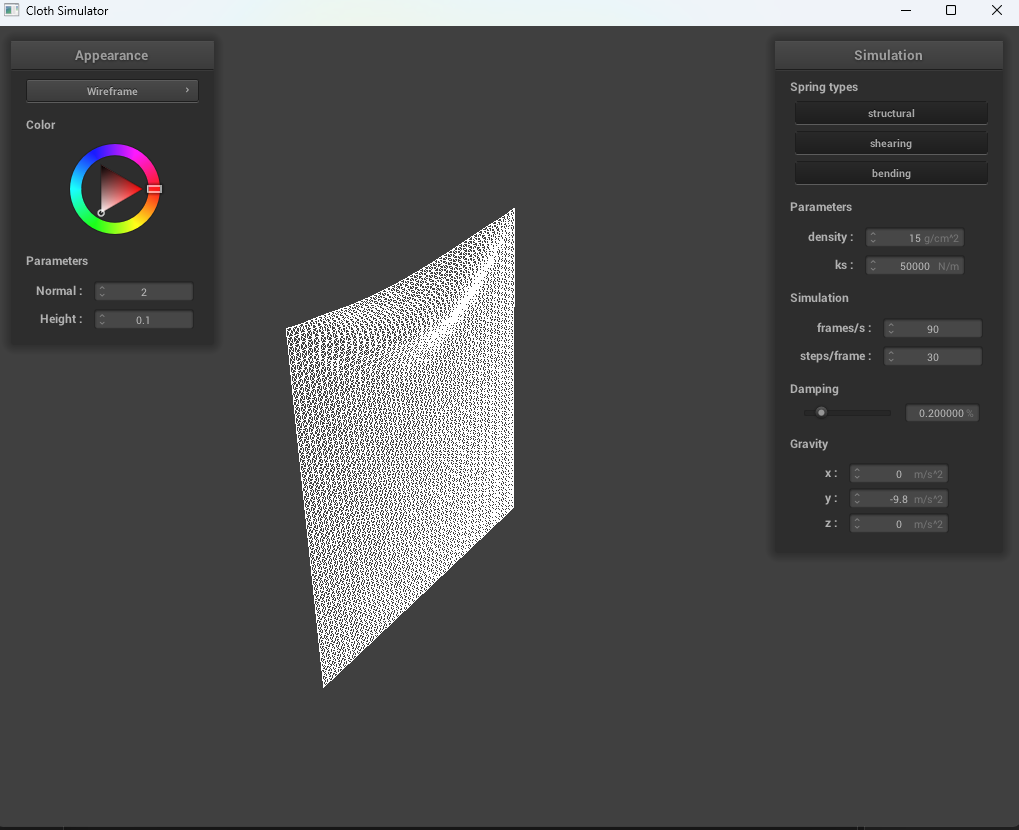 Cloth Simulator
Appearance
Wireframe
Color
Parameters
Normal : 2
Height : 0.1
Simulation
Spring types
structural
shearing
bending
Parameters
density : 15 g/cm^2
ks : 50000 N/m
Simulation
frames/s : 90
steps/frame : 30
Damping
0.200000 %
Gravity
x : 0 m/s^2
y : -9.8 m/s^2
z : 0 m/s^2